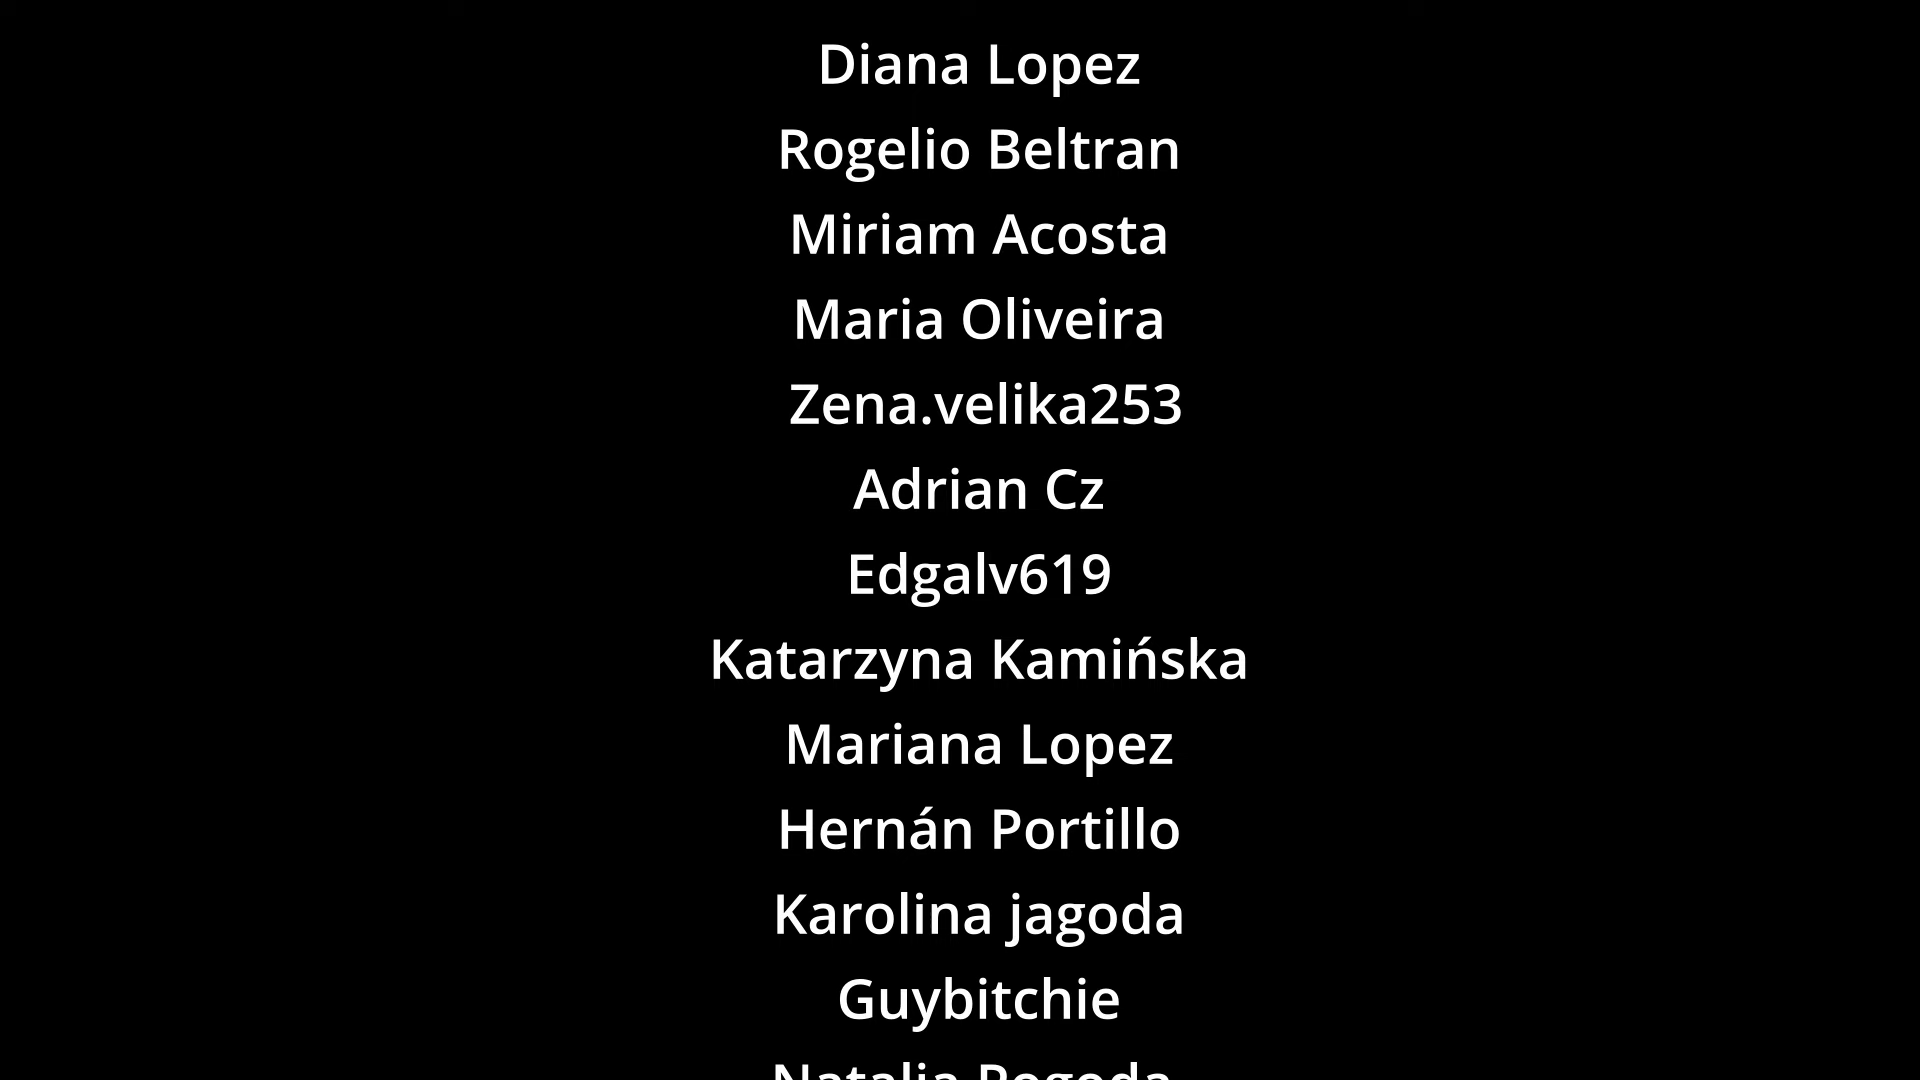 Diana Lopez
Rogelio Beltran
Miriam Acosta
Maria Oliveira
Zena.velika253
Adrian Cz
Edgalv619
Katarzyna Kamińska
Mariana Lopez
Hernán Portillo
Karolina jagoda
Guybitchie
Natalia